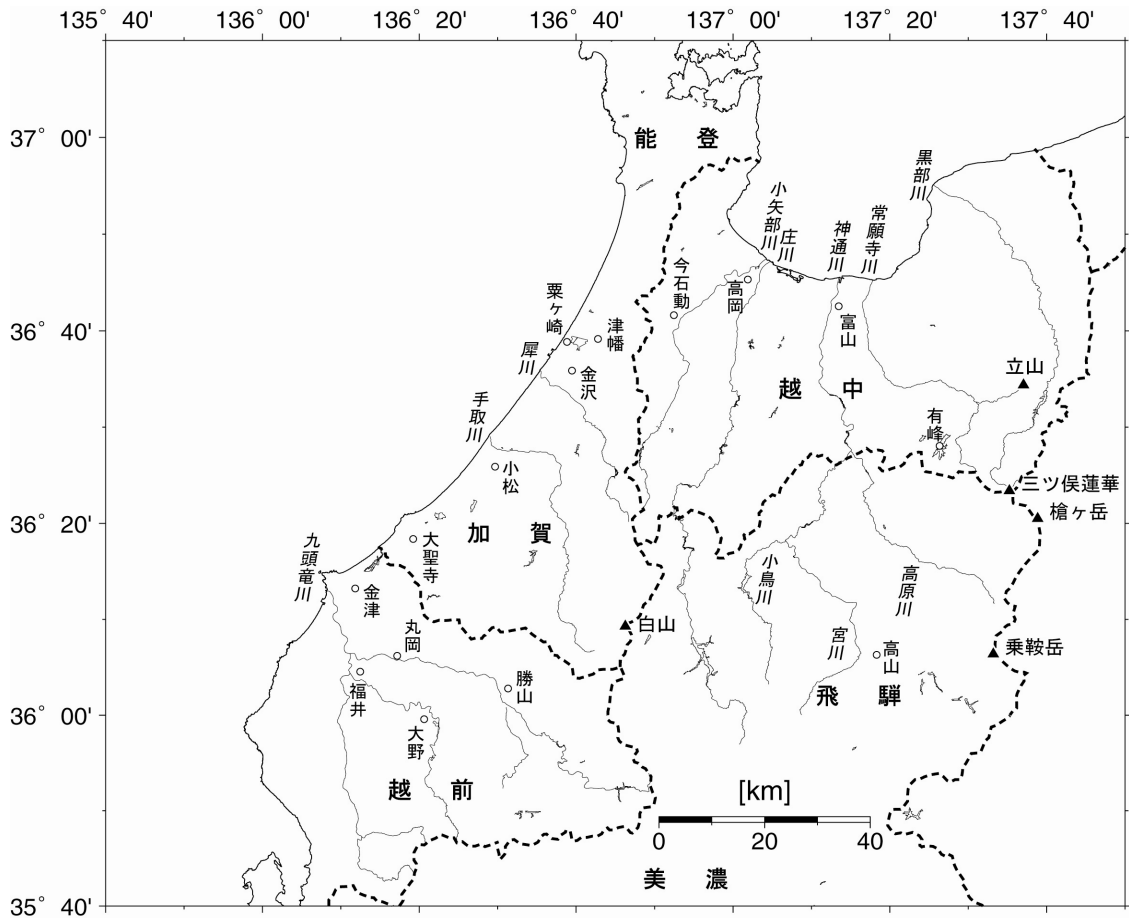 135° 40'
136° 00'
136° 20'
136° 40'
137° 00'
137° 20'
137° 40'
37° 00'
36° 40'
36° 20'
36° 00'
35° 40'
能登
黒部川
小矢部川
庄川
神通川
常願寺川
今石動
高岡
富山
粟ヶ崎
津幡
犀川
金沢
越中
立山
手取川
有峰
小松
三ツ俣蓮華
槍ヶ岳
加賀
大聖寺
九頭竜川
金津
小鳥川
高原川
白山
丸岡
宮川
高山
乗鞍岳
福井
勝山
飛騨
大野
越前
[km]
0
20
40
美濃